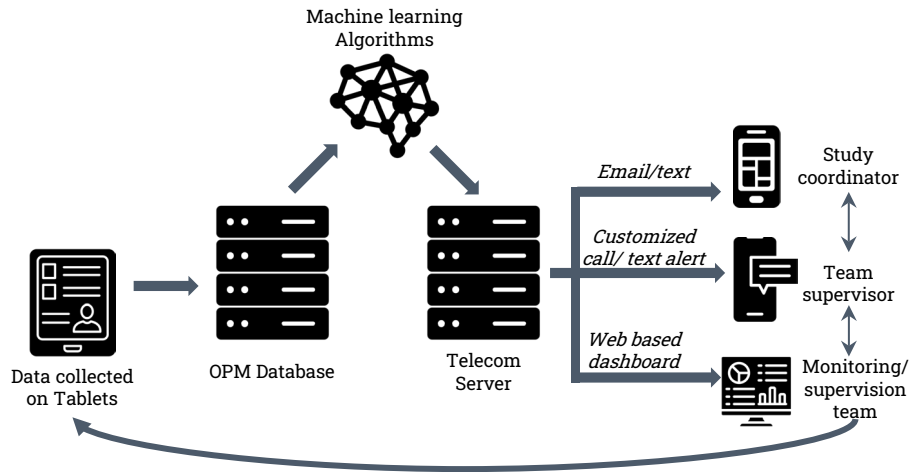 Machine learning
Algorithms
Email/text
Study
coordinator
Customized
call/ text alert
Team
supervisor
Web based
dashboard
Monitoring/
supervision
team
OPM Database
Telecom
Server
Data collected
on Tablets